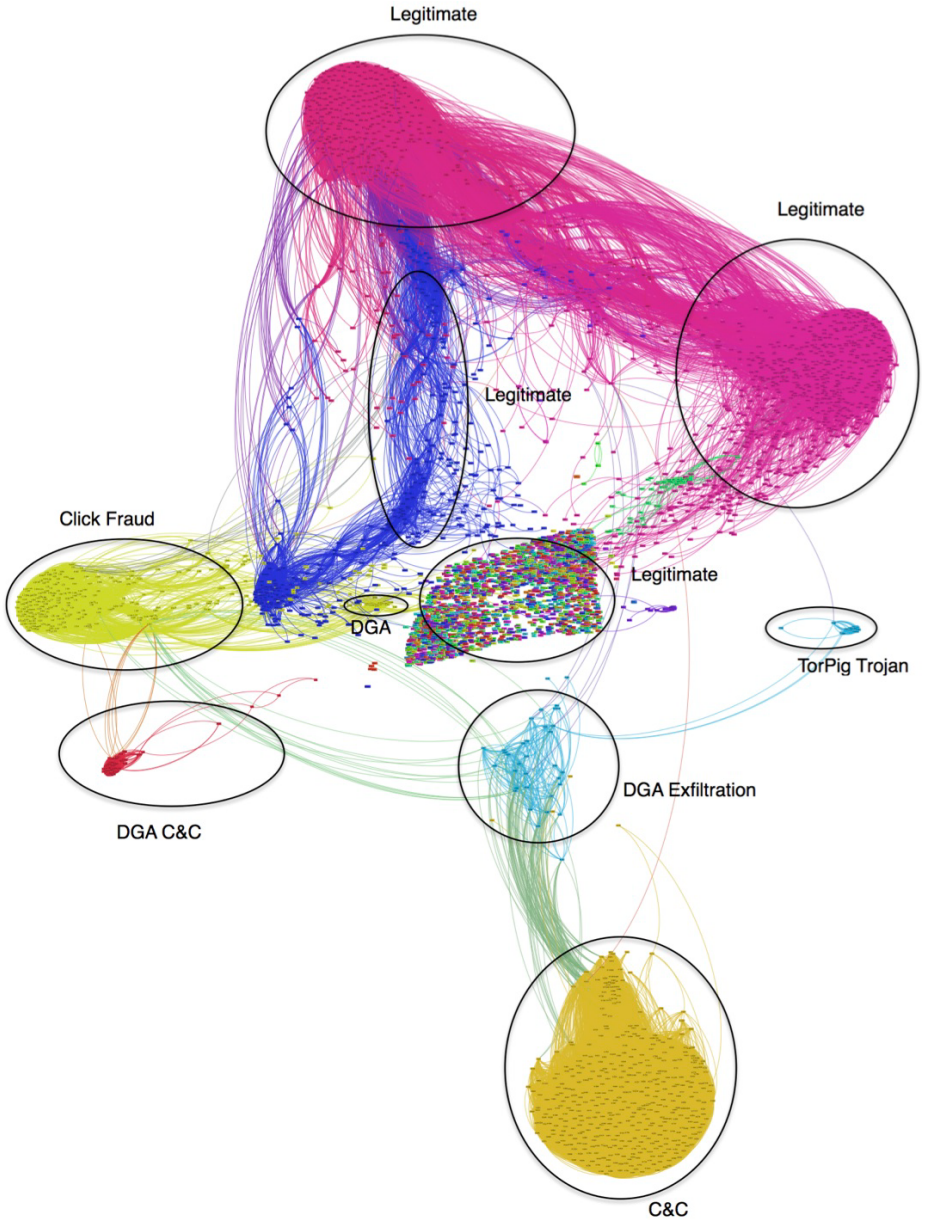 Legitimate
Legitimate
Legitimate
Click Fraud
Legitimate
DGA
TorPig Trojan
DGA Exfiltration
DGA C&C
C&C